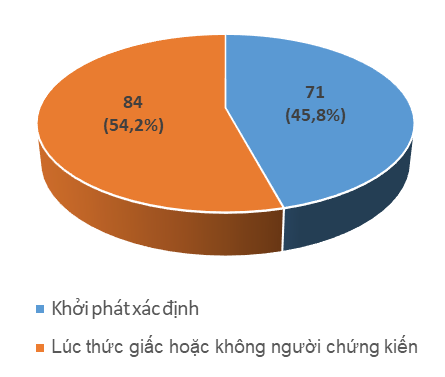 71
(45,8%)
84
(54,2%)
Khởi phát xác định
Lúc thức giấc hoặc không người chứng kiến